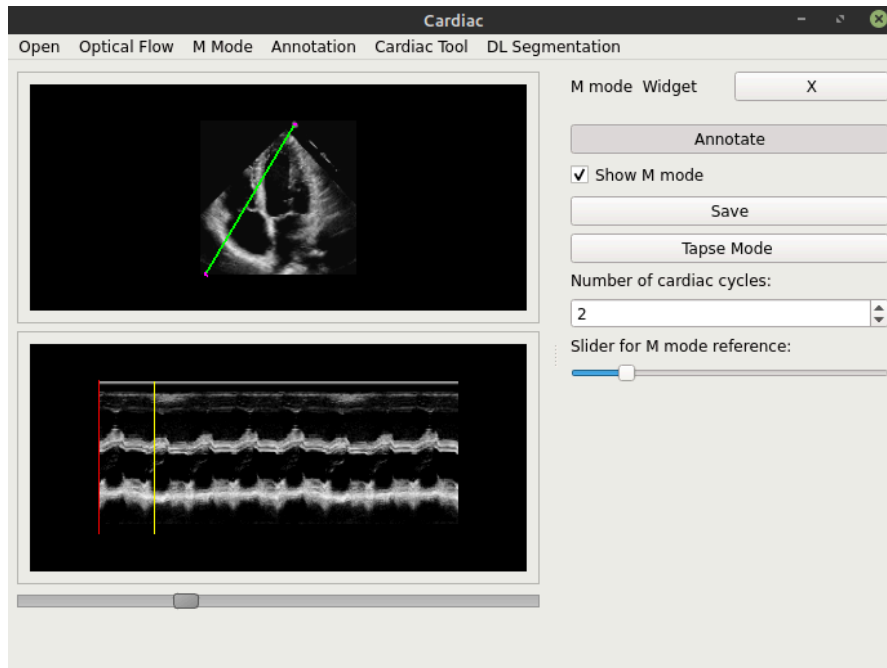 Cardiac
Open Optical Flow M Mode Annotation Cardiac Tool DL Segmentation
M mode Widget X
Annotate
Show M mode
Save
Tapse Mode
Number of cardiac cycles:
2
Slider for M mode reference: